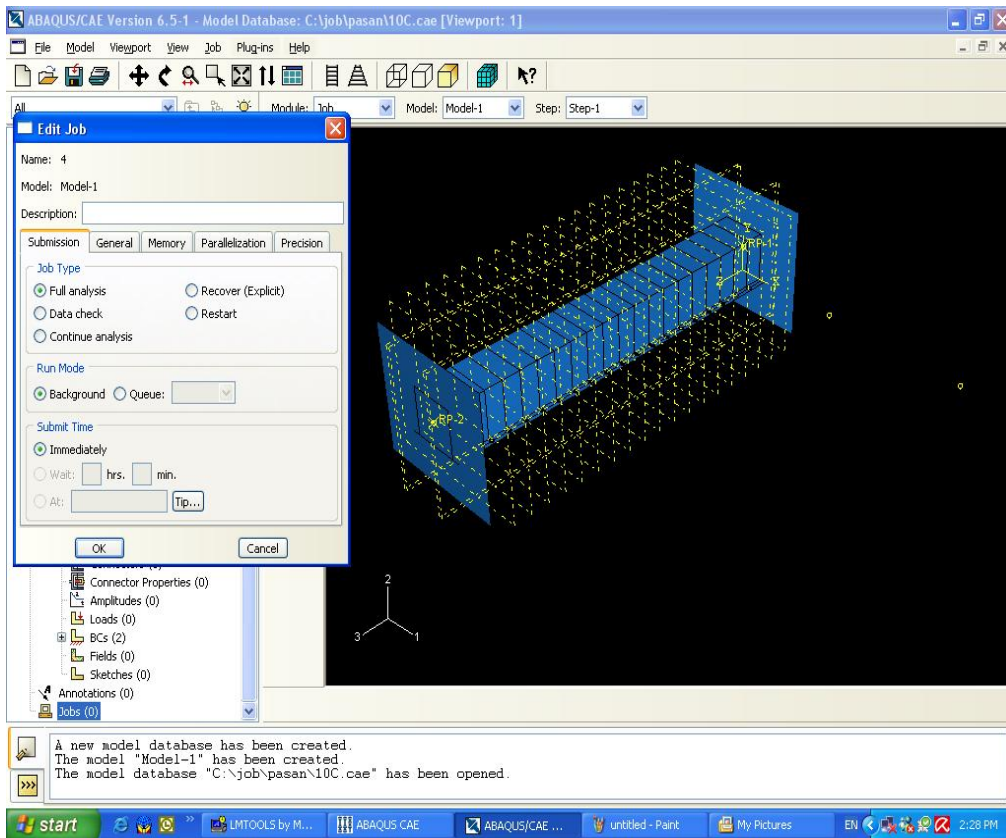 ABAQUS/CAE Version 6.5-1 - Model Database: C:\job\pasan\10C.cae [Viewport: 1]
File Model Viewport View Job Plug-ins Help
All Module: Job Model: Model-1 Step: Step-1
Edit Job
Name: 4
Model: Model-1
Description:
Submission General Memory Parallelization Precision
Job Type
Full analysis Recover (Explicit)
Data check Restart
Continue analysis
Run Mode
Background Queue:
Submit Time
Immediately
Wait: hrs. min.
At: Tip...
OK Cancel
Connector Properties (0)
Amplitudes (0)
Loads (0)
BCs (2)
Fields (0)
Sketches (0)
Annotations (0)
Jobs (0)
Y
RP-1
RP-2
2
3 1
A new model database has been created.
The model "Model-1" has been created.
The model database "C:\job\pasan\10C.cae" has been opened.
start LMTOOLS by M... ABAQUS CAE ABAQUS/CAE ... untitled - Paint My Pictures EN 2:28 PM